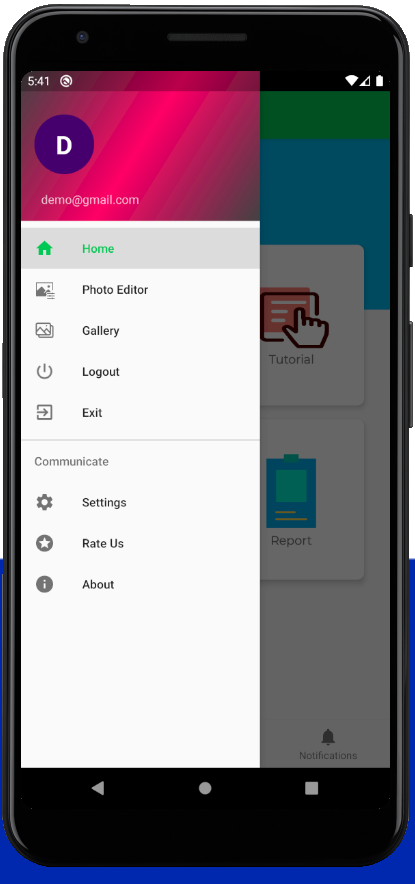 5:41
D
demo@gmail.com
Home
Photo Editor
Gallery
Logout
Exit
Communicate
Settings
Rate Us
About
Tutorial
Report
Notifications